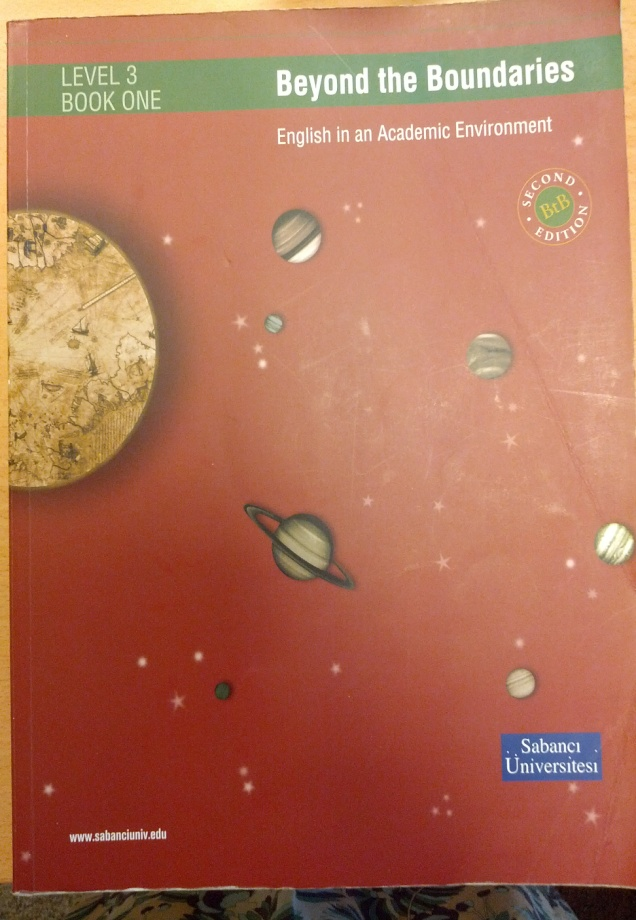 LEVEL 3
BOOK ONE
Beyond the Boundaries
English in an Academic Environment
SECOND
BtB
EDITION
Sabancı
Üniversitesi
www.sabanciuniv.edu